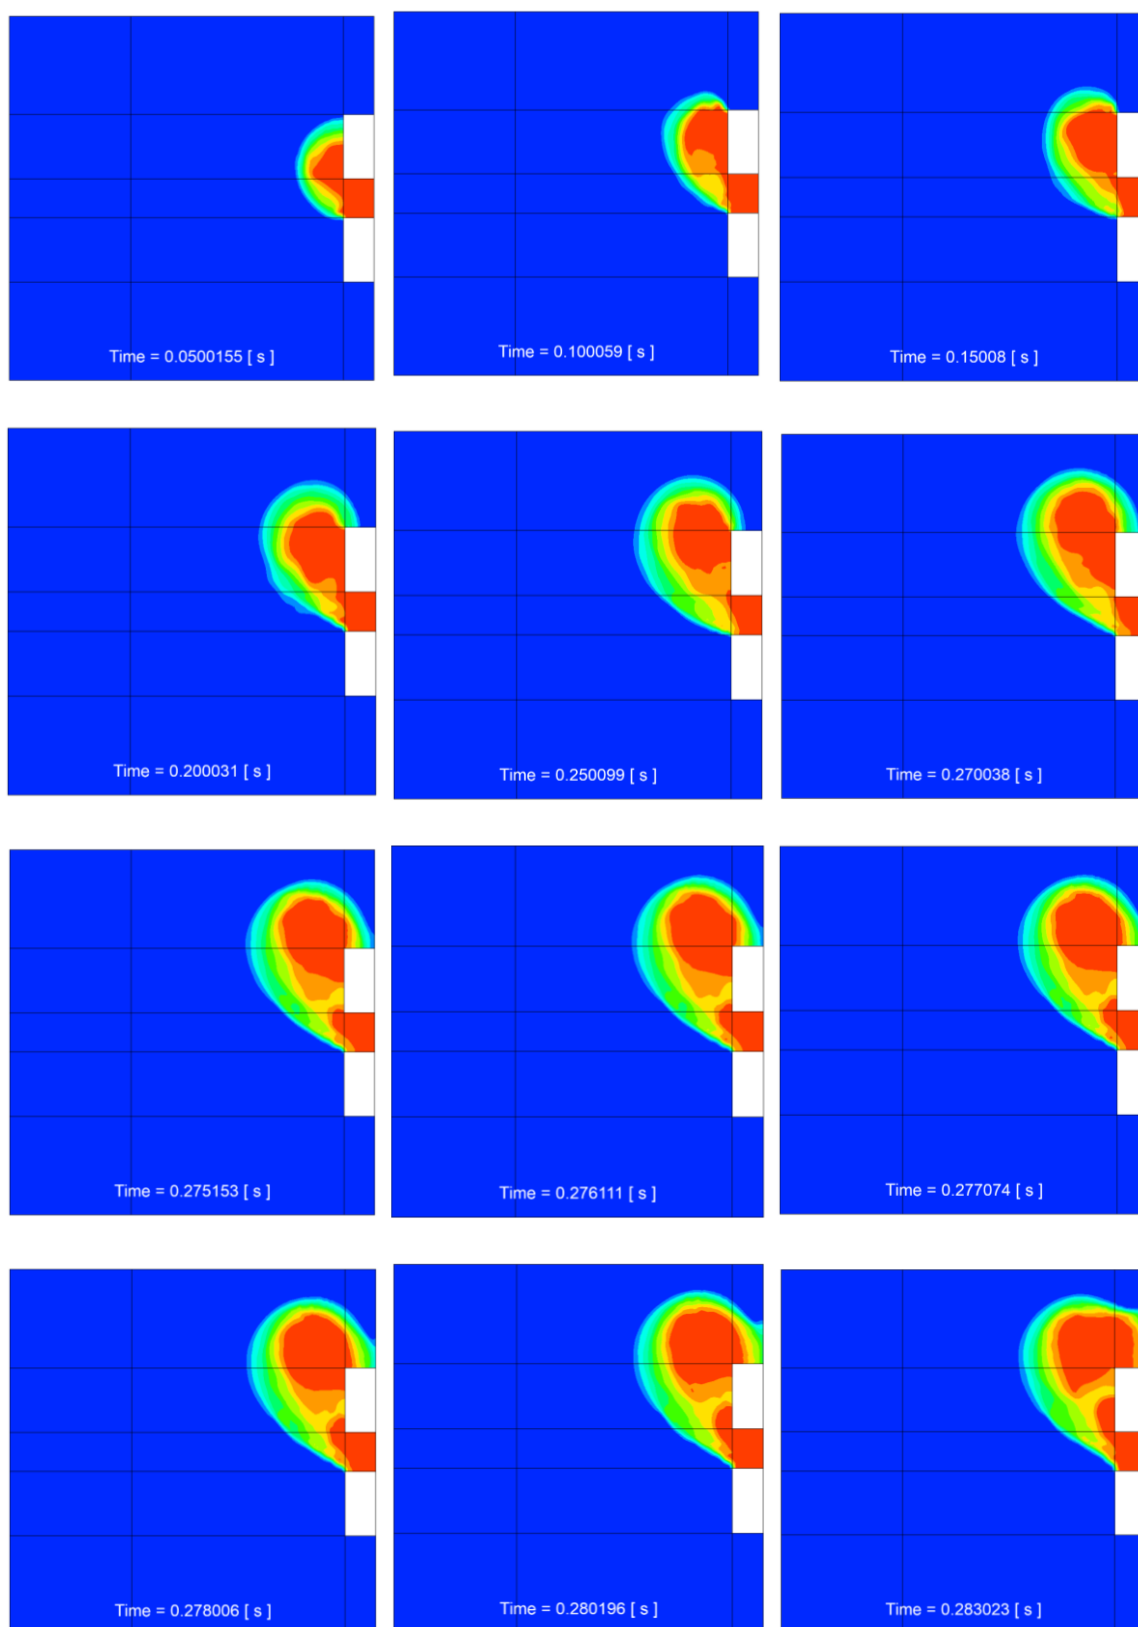 Time = 0.0500155 [ s ]
Time = 0.100059 [ s ]
Time = 0.15008 [ s ]
Time = 0.200031 [ s ]
Time = 0.250099 [ s ]
Time = 0.270038 [ s ]
Time = 0.275153 [ s ]
Time = 0.276111 [ s ]
Time = 0.277074 [ s ]
Time = 0.278006 [ s ]
Time = 0.280196 [ s ]
Time = 0.283023 [ s ]